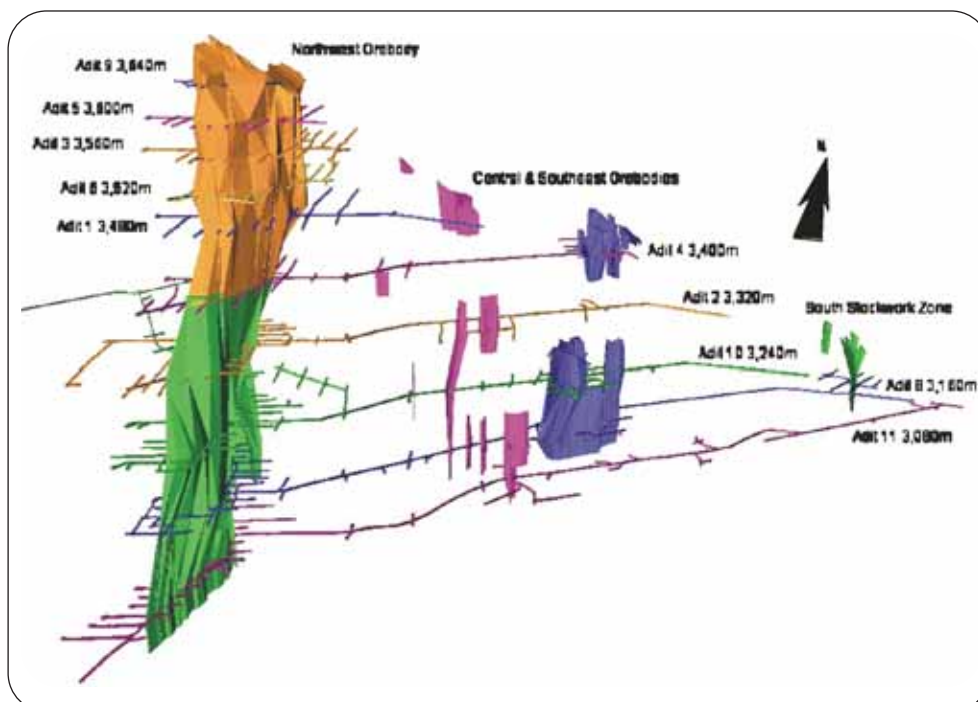 Northwest Orebody
Adit 9 3,640m
Adit 5 3,600m
Adit 3 3,560m
Adit 6 3,520m
Adit 1 3,480m
N
Central & Southeast Orebodies
Adit 4 3,400m
Adit 2 3,320m
South Stockwork Zone
Adit 10 3,240m
Adit 8 3,160m
Adit 11 3,080m